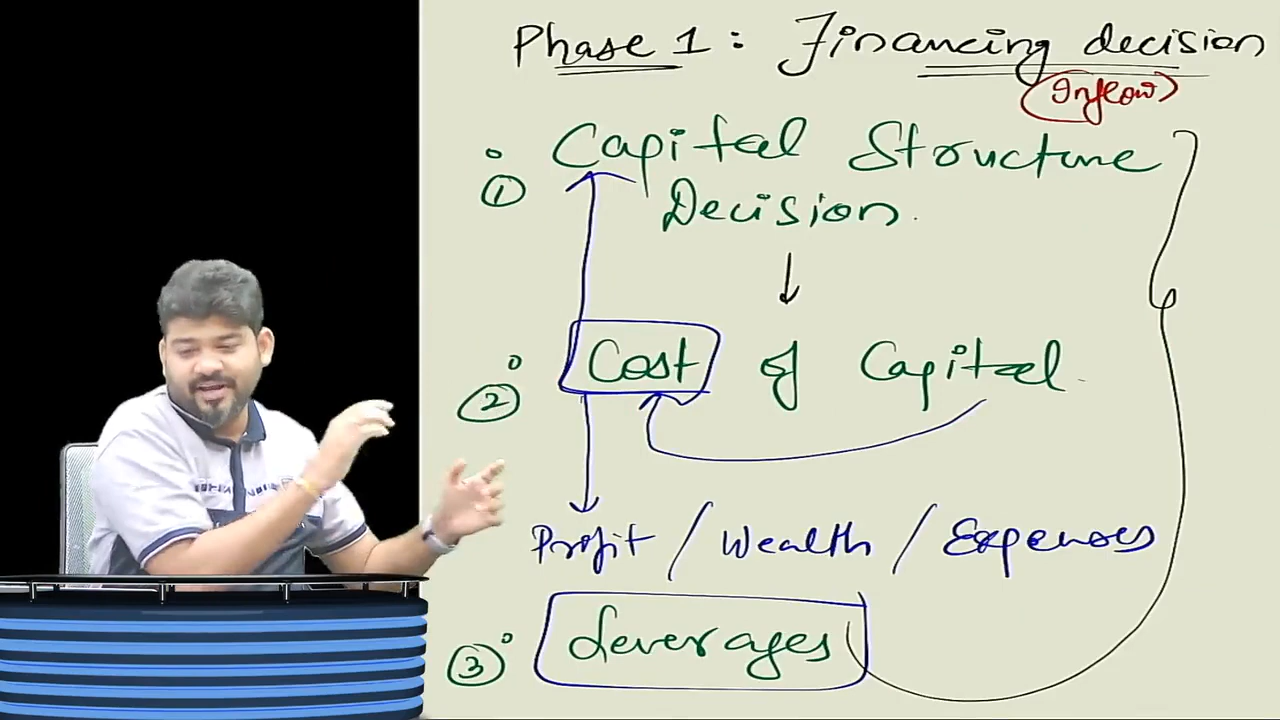 Phase 1 : Financing decision
(Inflow)
① Capital Structure
Decision.
② Cost of Capital
Profit / Wealth / Expenses
③ Leverages